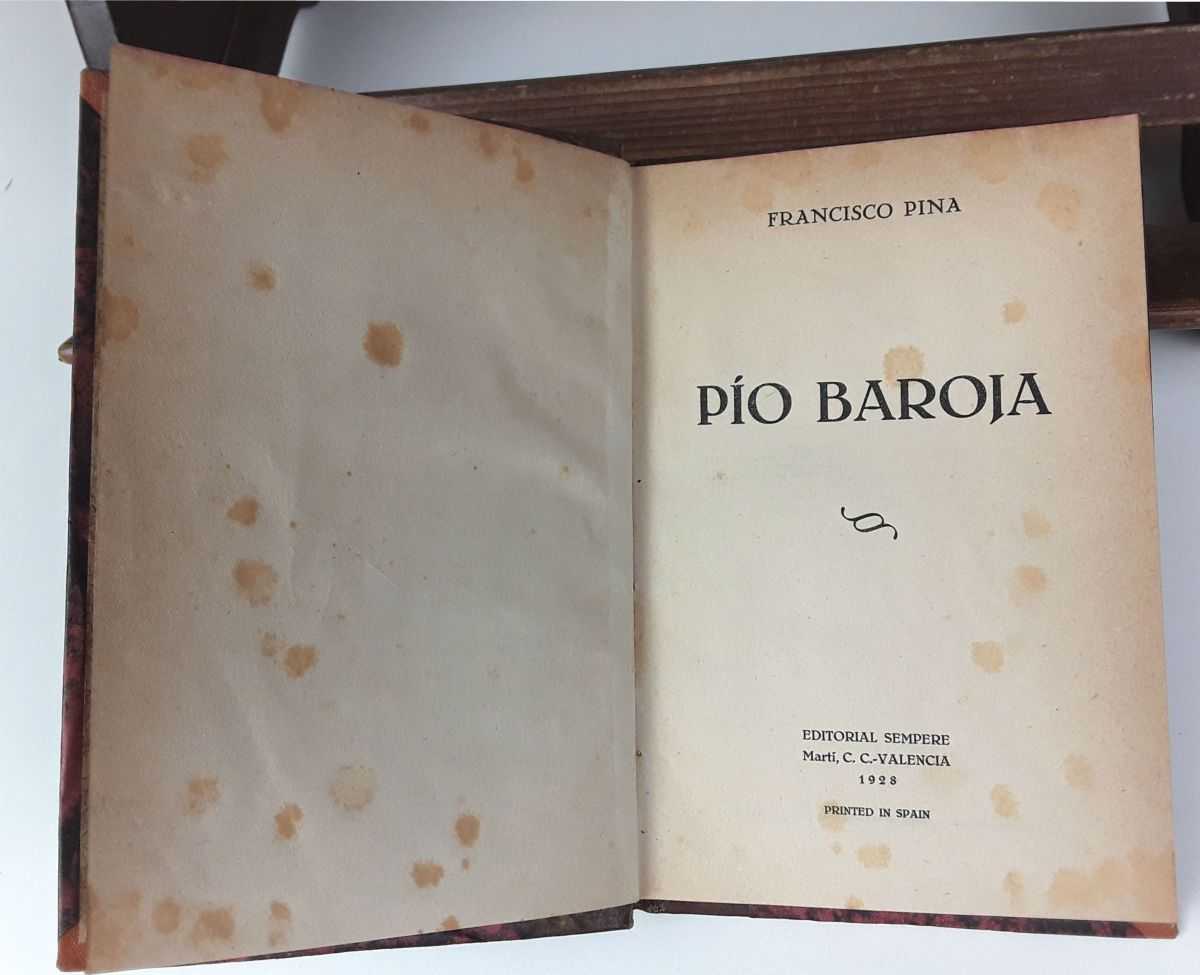 FRANCISCO PINA
PÍO BAROJA
EDITORIAL SEMPERE
Martí, C. C.-VALENCIA
1928
PRINTED IN SPAIN